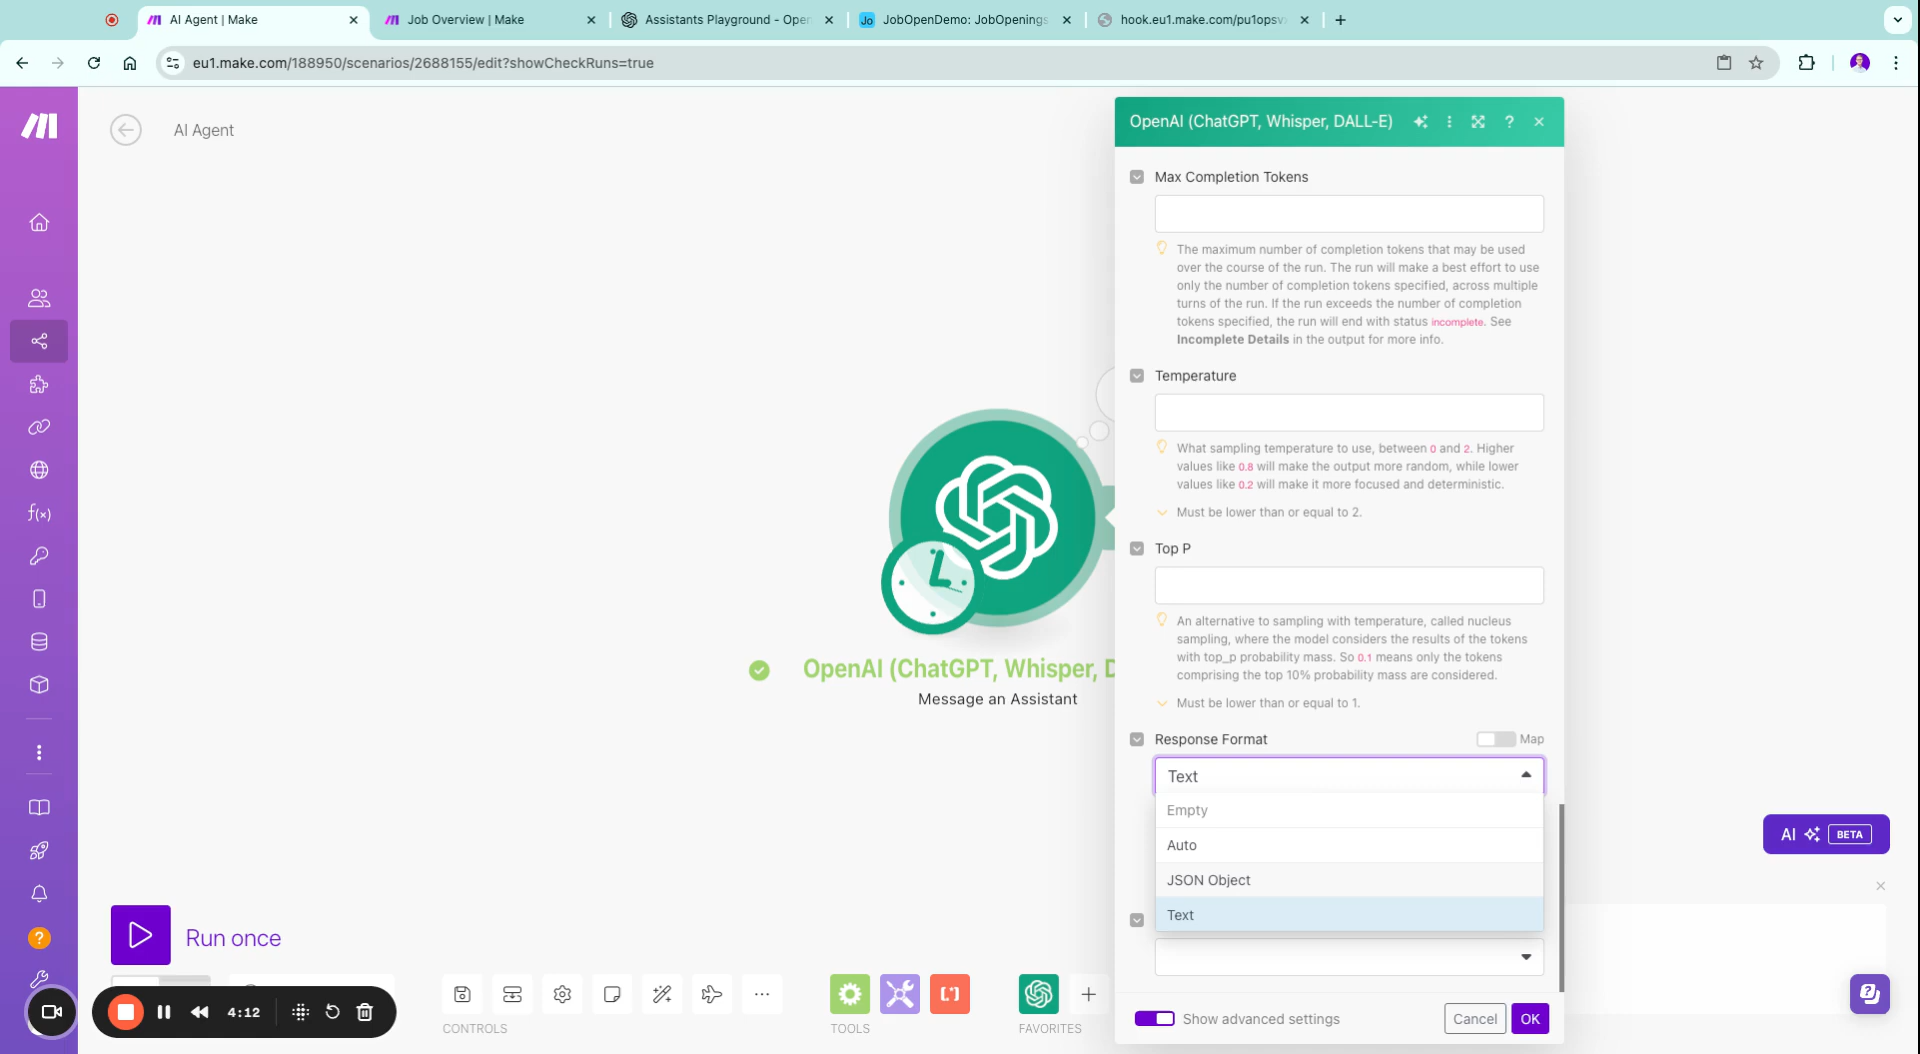 AI Agent | Make
Job Overview | Make
Assistants Playground - Open
JobOpenDemo: JobOpenings
hook.eu1.make.com/pu1opsv
eu1.make.com/188950/scenarios/2688155/edit?showCheckRuns=true
AI Agent
OpenAI (ChatGPT, Whisper, DALL-E)
Max Completion Tokens
The maximum number of completion tokens that may be used
over the course of the run. The run will make a best effort to use
only the number of completion tokens specified, across multiple
turns of the run. If the run exceeds the number of completion
tokens specified, the run will end with status incomplete. See
Incomplete Details in the output for more info.
Temperature
What sampling temperature to use, between 0 and 2. Higher
values like 0.8 will make the output more random, while lower
values like 0.2 will make it more focused and deterministic.
Must be lower than or equal to 2.
Top P
An alternative to sampling with temperature, called nucleus
sampling, where the model considers the results of the tokens
with top_p probability mass. So 0.1 means only the tokens
comprising the top 10% probability mass are considered.
Must be lower than or equal to 1.
Response Format
Map
Text
Empty
Auto
JSON Object
Text
Show advanced settings
Cancel
OK
OpenAI (ChatGPT, Whisper, D
Message an Assistant
AI BETA
Run once
4:12
CONTROLS
TOOLS
FAVORITES